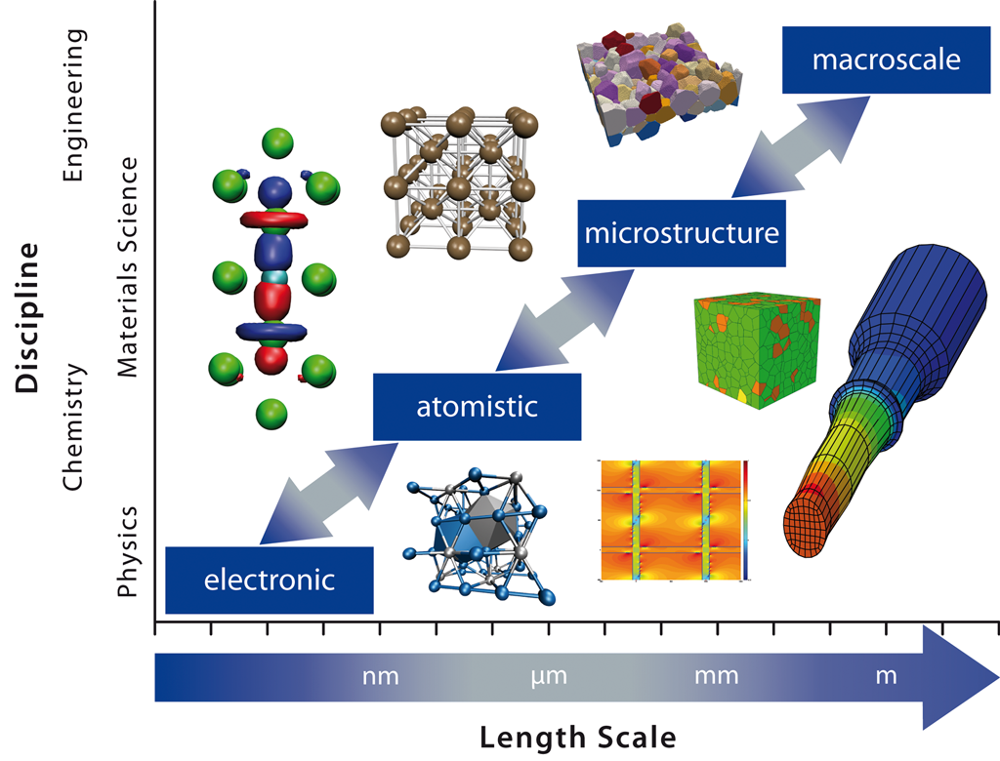 Engineering
Materials Science
Chemistry
Physics
Discipline
macroscale
microstructure
atomistic
electronic
nm
μm
mm
m
Length Scale